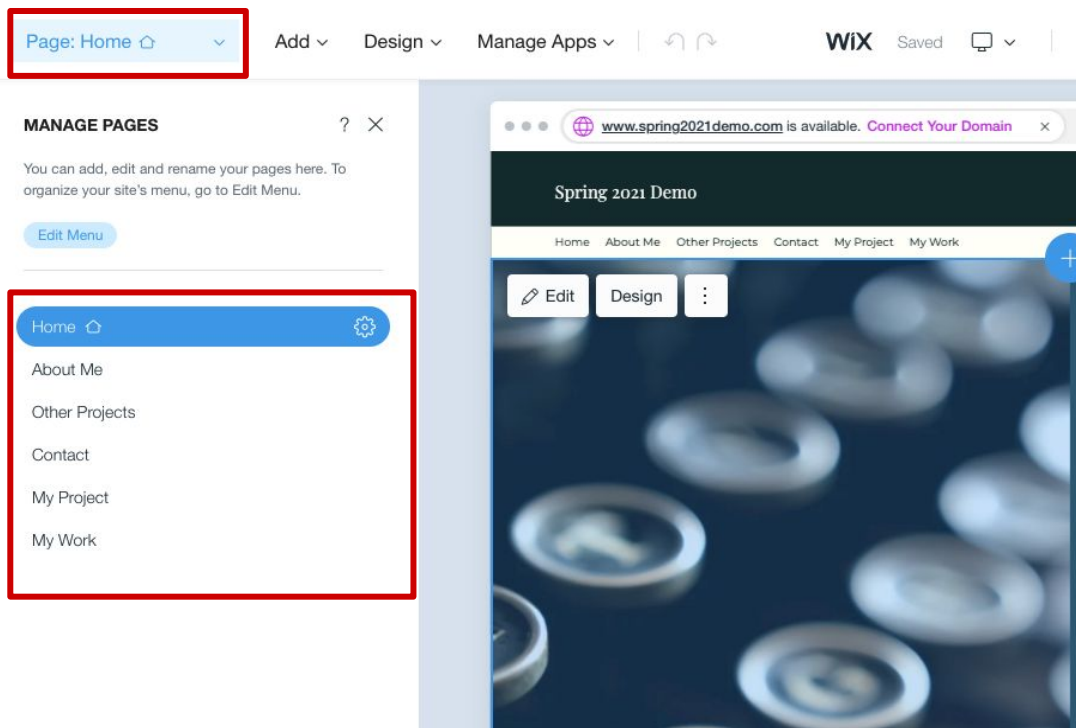 Page: Home
Add
Design
Manage Apps
WiX
Saved
MANAGE PAGES
?
You can add, edit and rename your pages here. To
organize your site's menu, go to Edit Menu.
Edit Menu
Home
About Me
Other Projects
Contact
My Project
My Work
www.spring2021demo.com is available. Connect Your Domain
Spring 2021 Demo
Home About Me Other Projects Contact My Project My Work
Edit
Design